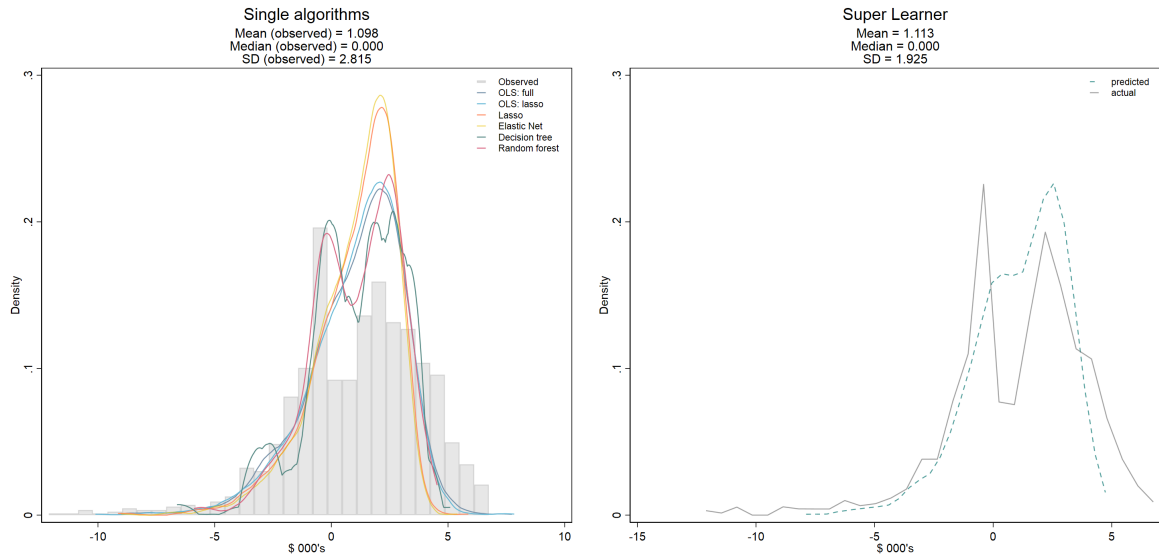 Single algorithms
Mean (observed) = 1.098
Median (observed) = 0.000
SD (observed) = 2.815
.3
.2
.1
0
Density
Observed
OLS: full
OLS: lasso
Lasso
Elastic Net
Decision tree
Random forest
-10
-5
0
5
10
$ 000's
Super Learner
Mean = 1.113
Median = 0.000
SD = 1.925
.3
.2
.1
0
Density
predicted
actual
-15
-10
-5
0
5
$ 000's